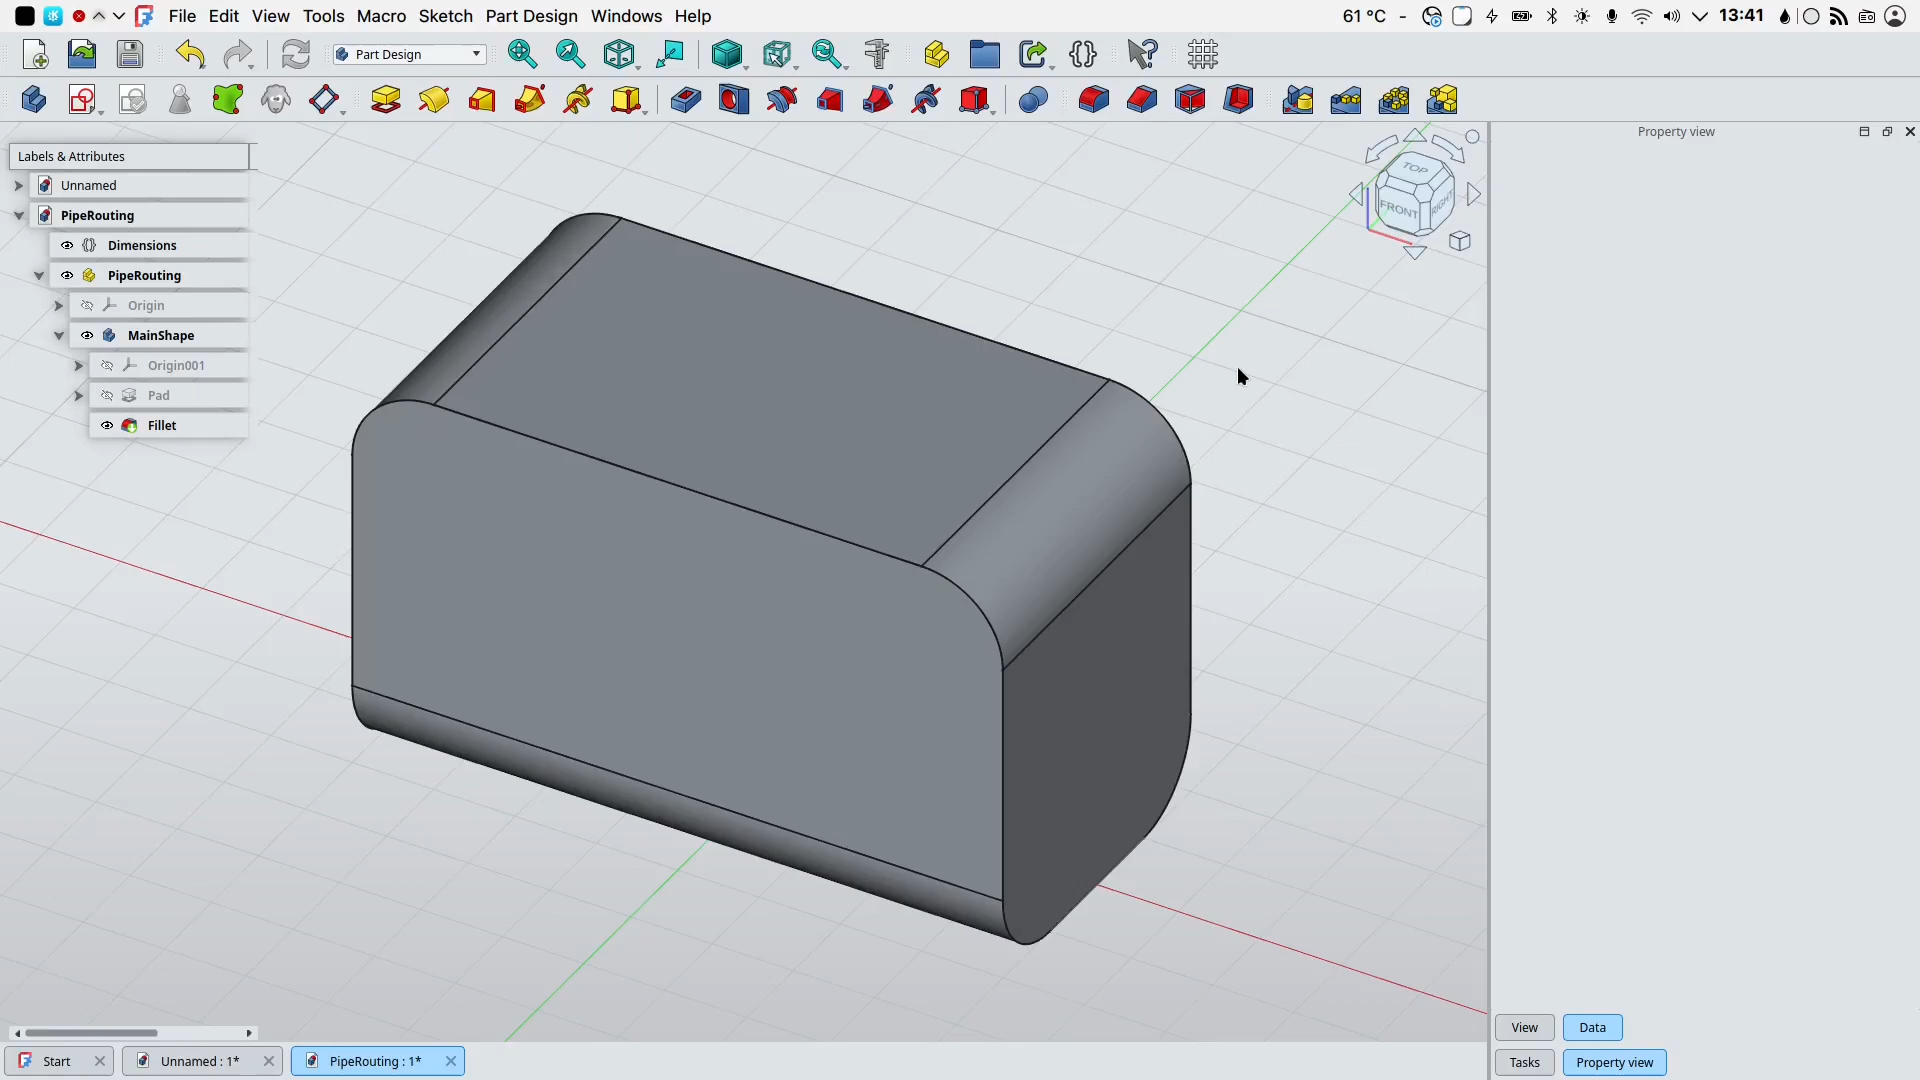 File Edit View Tools Macro Sketch Part Design Windows Help 61 °C - 13:41
Part Design
Labels & Attributes
Property view
Unnamed
PipeRouting
Dimensions
PipeRouting
Origin
MainShape
Origin001
Pad
Fillet
TOP
FRONT RIGHT
View Data
Start Unnamed : 1* PipeRouting : 1* Tasks Property view